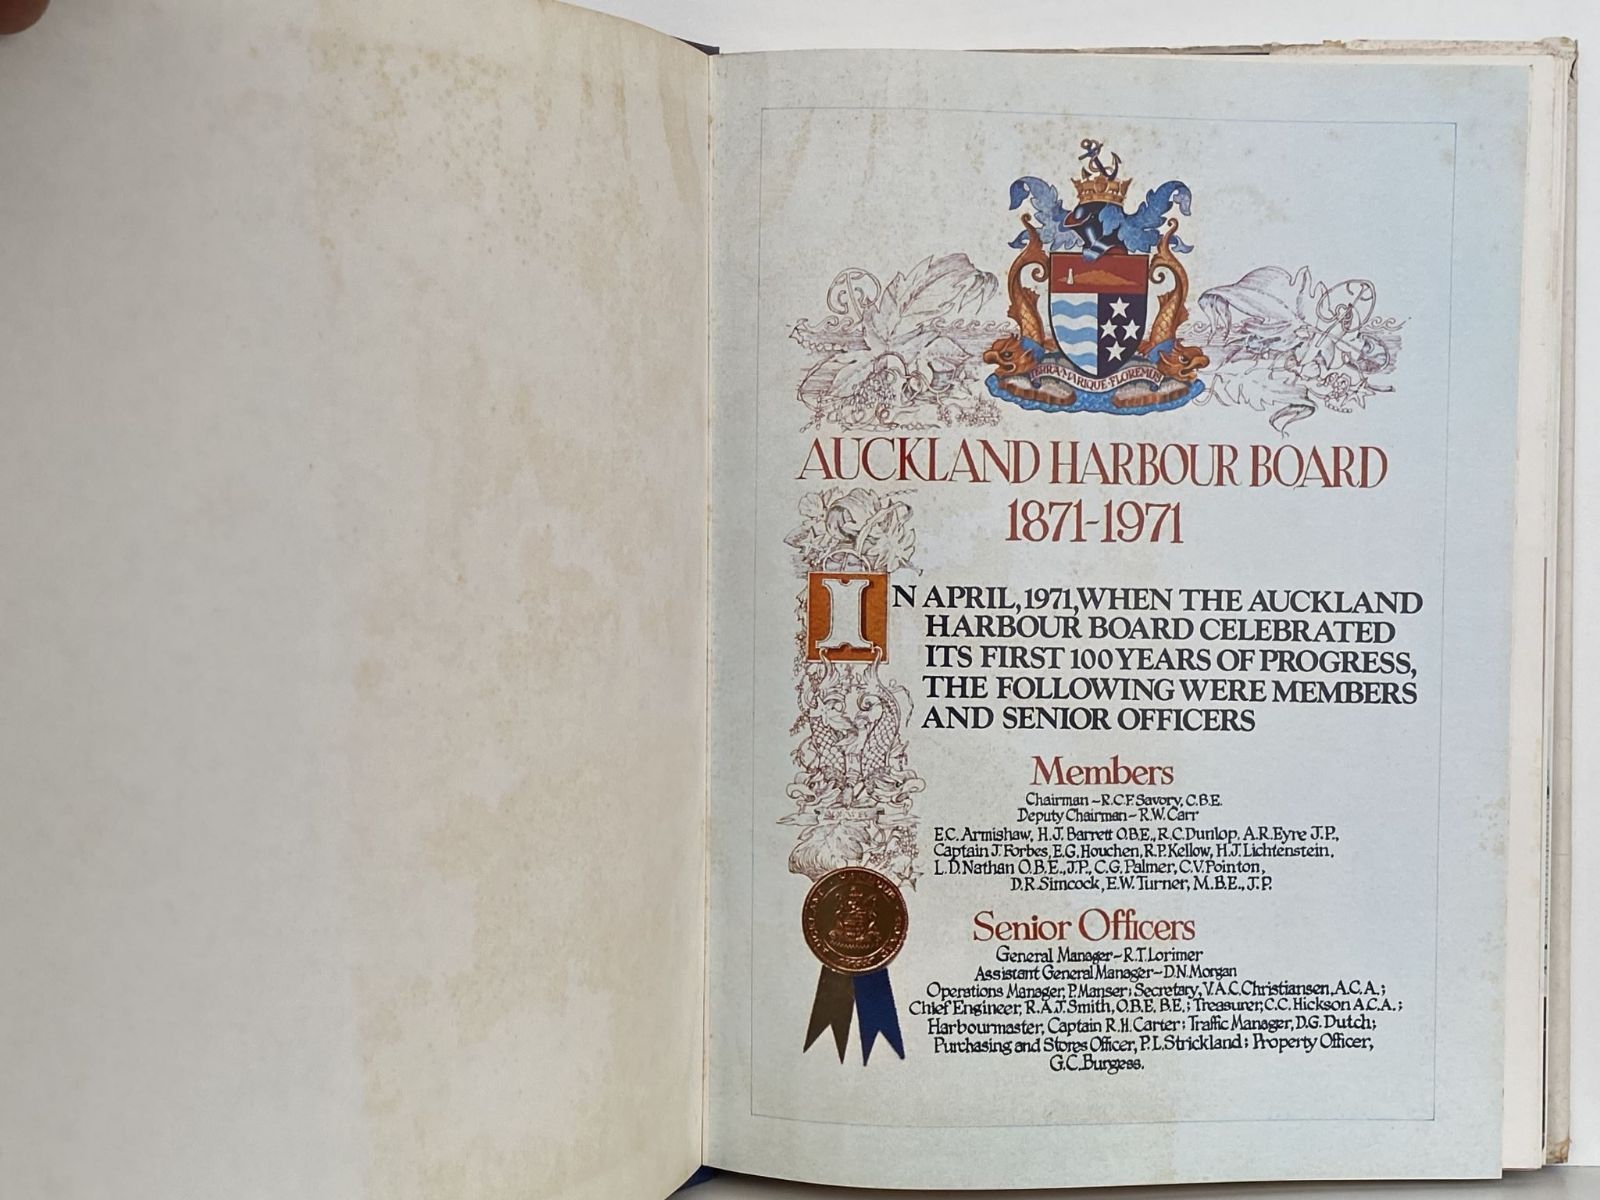 TERRA·MARIQUE·FLOREMUS
AUCKLAND HARBOUR BOARD
1871-1971
IN APRIL, 1971, WHEN THE AUCKLAND
HARBOUR BOARD CELEBRATED
ITS FIRST 100 YEARS OF PROGRESS,
THE FOLLOWING WERE MEMBERS
AND SENIOR OFFICERS
Members
Chairman ~ R.C.F. Savory, C.B.E.
Deputy Chairman ~ R.W. Carr
E.C. Armishaw, H.J. Barrett O.B.E., R.C. Dunlop. A.R. Eyre J.P.,
Captain J. Forbes, E.G. Houchen, R.P. Kellow, H.J. Lichtenstein,
L.D. Nathan O.B.E., J.P., C.G. Palmer, C.V. Pointon,
D.R. Simcock, E.W. Turner, M.B.E., J.P.
Senior Officers
General Manager ~ R.T. Lorimer
Assistant General Manager ~ D.N. Morgan
Operations Manager, P. Manser; Secretary, V.A.C. Christiansen, A.C.A.;
Chief Engineer, R.A.J. Smith, O.B.E. B.E.; Treasurer, C.C. Hickson A.C.A.;
Harbourmaster, Captain R.H. Carter; Traffic Manager, D.G. Dutch;
Purchasing and Stores Officer, P.L. Strickland; Property Officer,
G.C. Burgess.